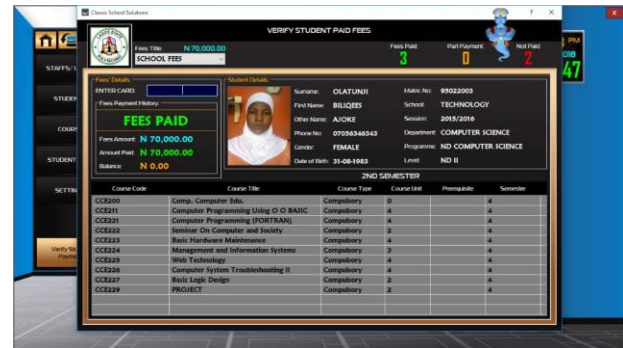 Classic School Solutions
VERIFY STUDENT PAID FEES
Fees Title: N 70,000.00
SCHOOL FEES
Fees Paid: 3
Part Payment: 0
Not Paid: 2
PM
018
47
STAFFS/
STUDEN
COUR
STUDENT
SETTIN
Verify Stu
Payme
Fees' Details
ENTER CARD:
Fees Payment History
FEES PAID
Fees Amount: N 70,000.00
Amount Paid: N 70,000.00
Balance: N 0.00
Student Details
Surname: OLATUNJI
First Name: BILIQEES
Other Name: AJOKE
Phone No: 07056346343
Gender: FEMALE
Date of Birth: 31-08-1983
Matric No: 95022003
School: TECHNOLOGY
Session: 2015/2016
Department: COMPUTER SCIENCE
Programme: ND COMPUTER SCIENCE
Level: ND II
2ND SEMESTER
Course Code Course Title Course Type Course Unit Prerequisite Semester
CCE200 Comp. Computer Edu. Compulsory 0 4
CCE211 Computer Programming Using O O BASIC Compulsory 4 4
CCE221 Computer Programming (FORTRAN) Compulsory 4 4
CCE222 Seminar On Computer and Society Compulsory 2 4
CCE223 Basic Hardware Maintenance Compulsory 4 4
CCE224 Management and Information Systems Compulsory 3 4
CCE225 Web Technology Compulsory 4 4
CCE226 Computer System Troubleshooting II Compulsory 4 4
CCE227 Basic Logic Design Compulsory 2 4
CCE229 PROJECT Compulsory 2 4